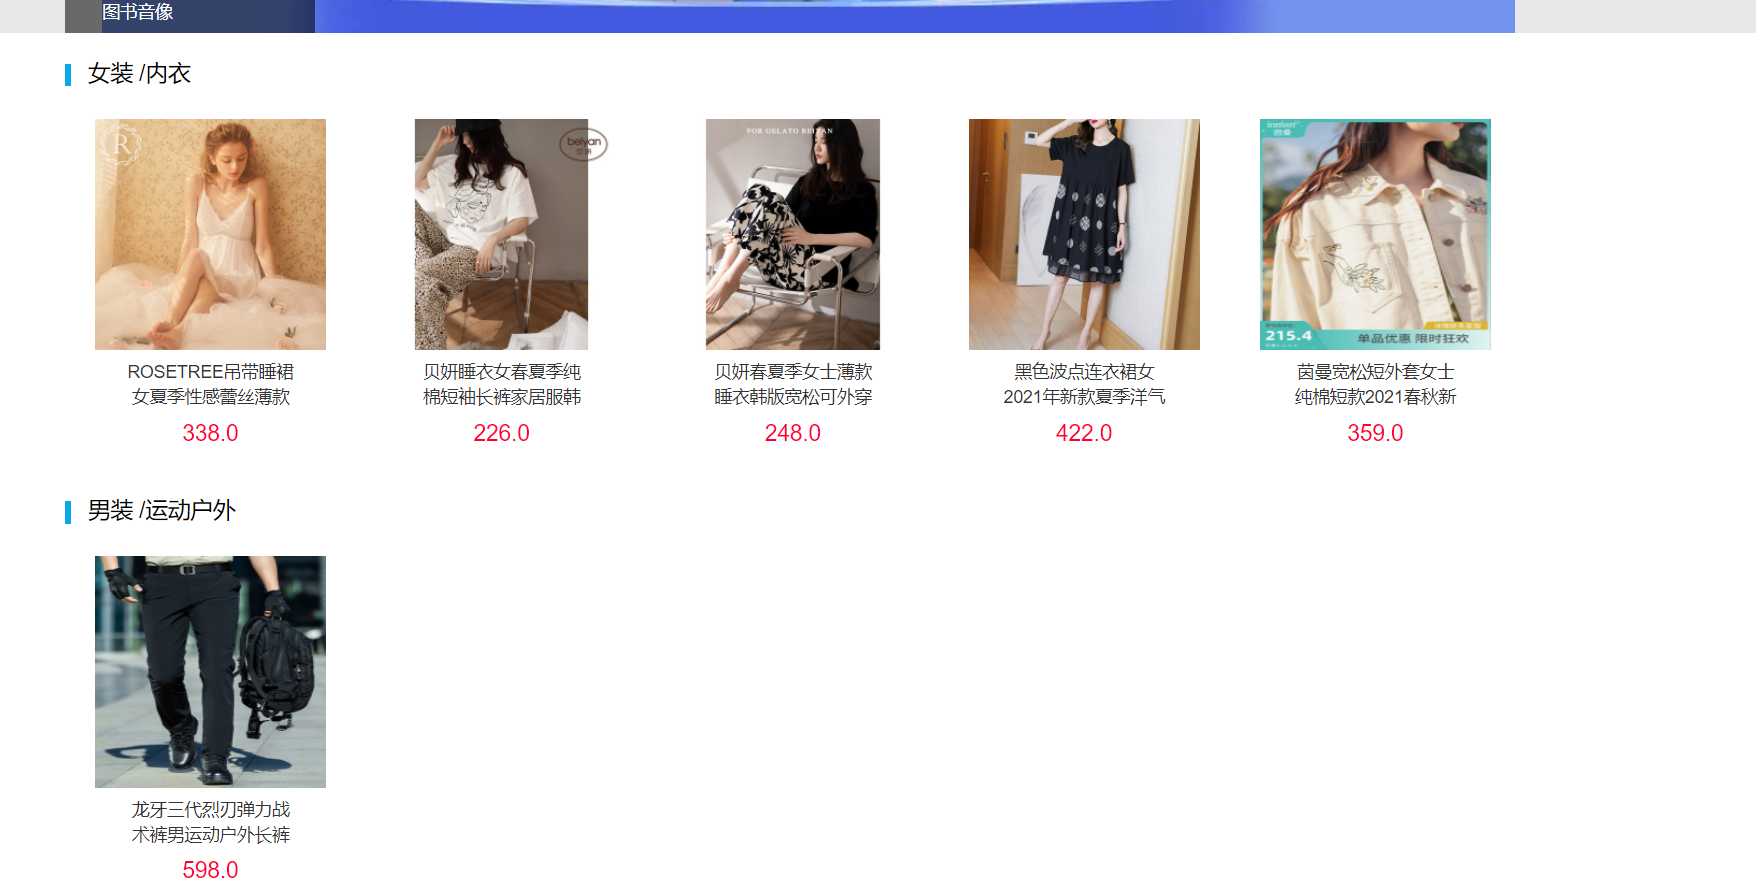 图书音像
女装 /内衣
R
beiyan
贝妍
FOR GELATO BEIYAN
茵曼
215.4
单品优惠 限时狂欢
ROSETREE吊带睡裙
女夏季性感蕾丝薄款
338.0
贝妍睡衣女春夏季纯
棉短袖长裤家居服韩
226.0
贝妍春夏季女士薄款
睡衣韩版宽松可外穿
248.0
黑色波点连衣裙女
2021年新款夏季洋气
422.0
茵曼宽松短外套女士
纯棉短款2021春秋新
359.0
男装 /运动户外
龙牙三代烈刃弹力战
术裤男运动户外长裤
598.0